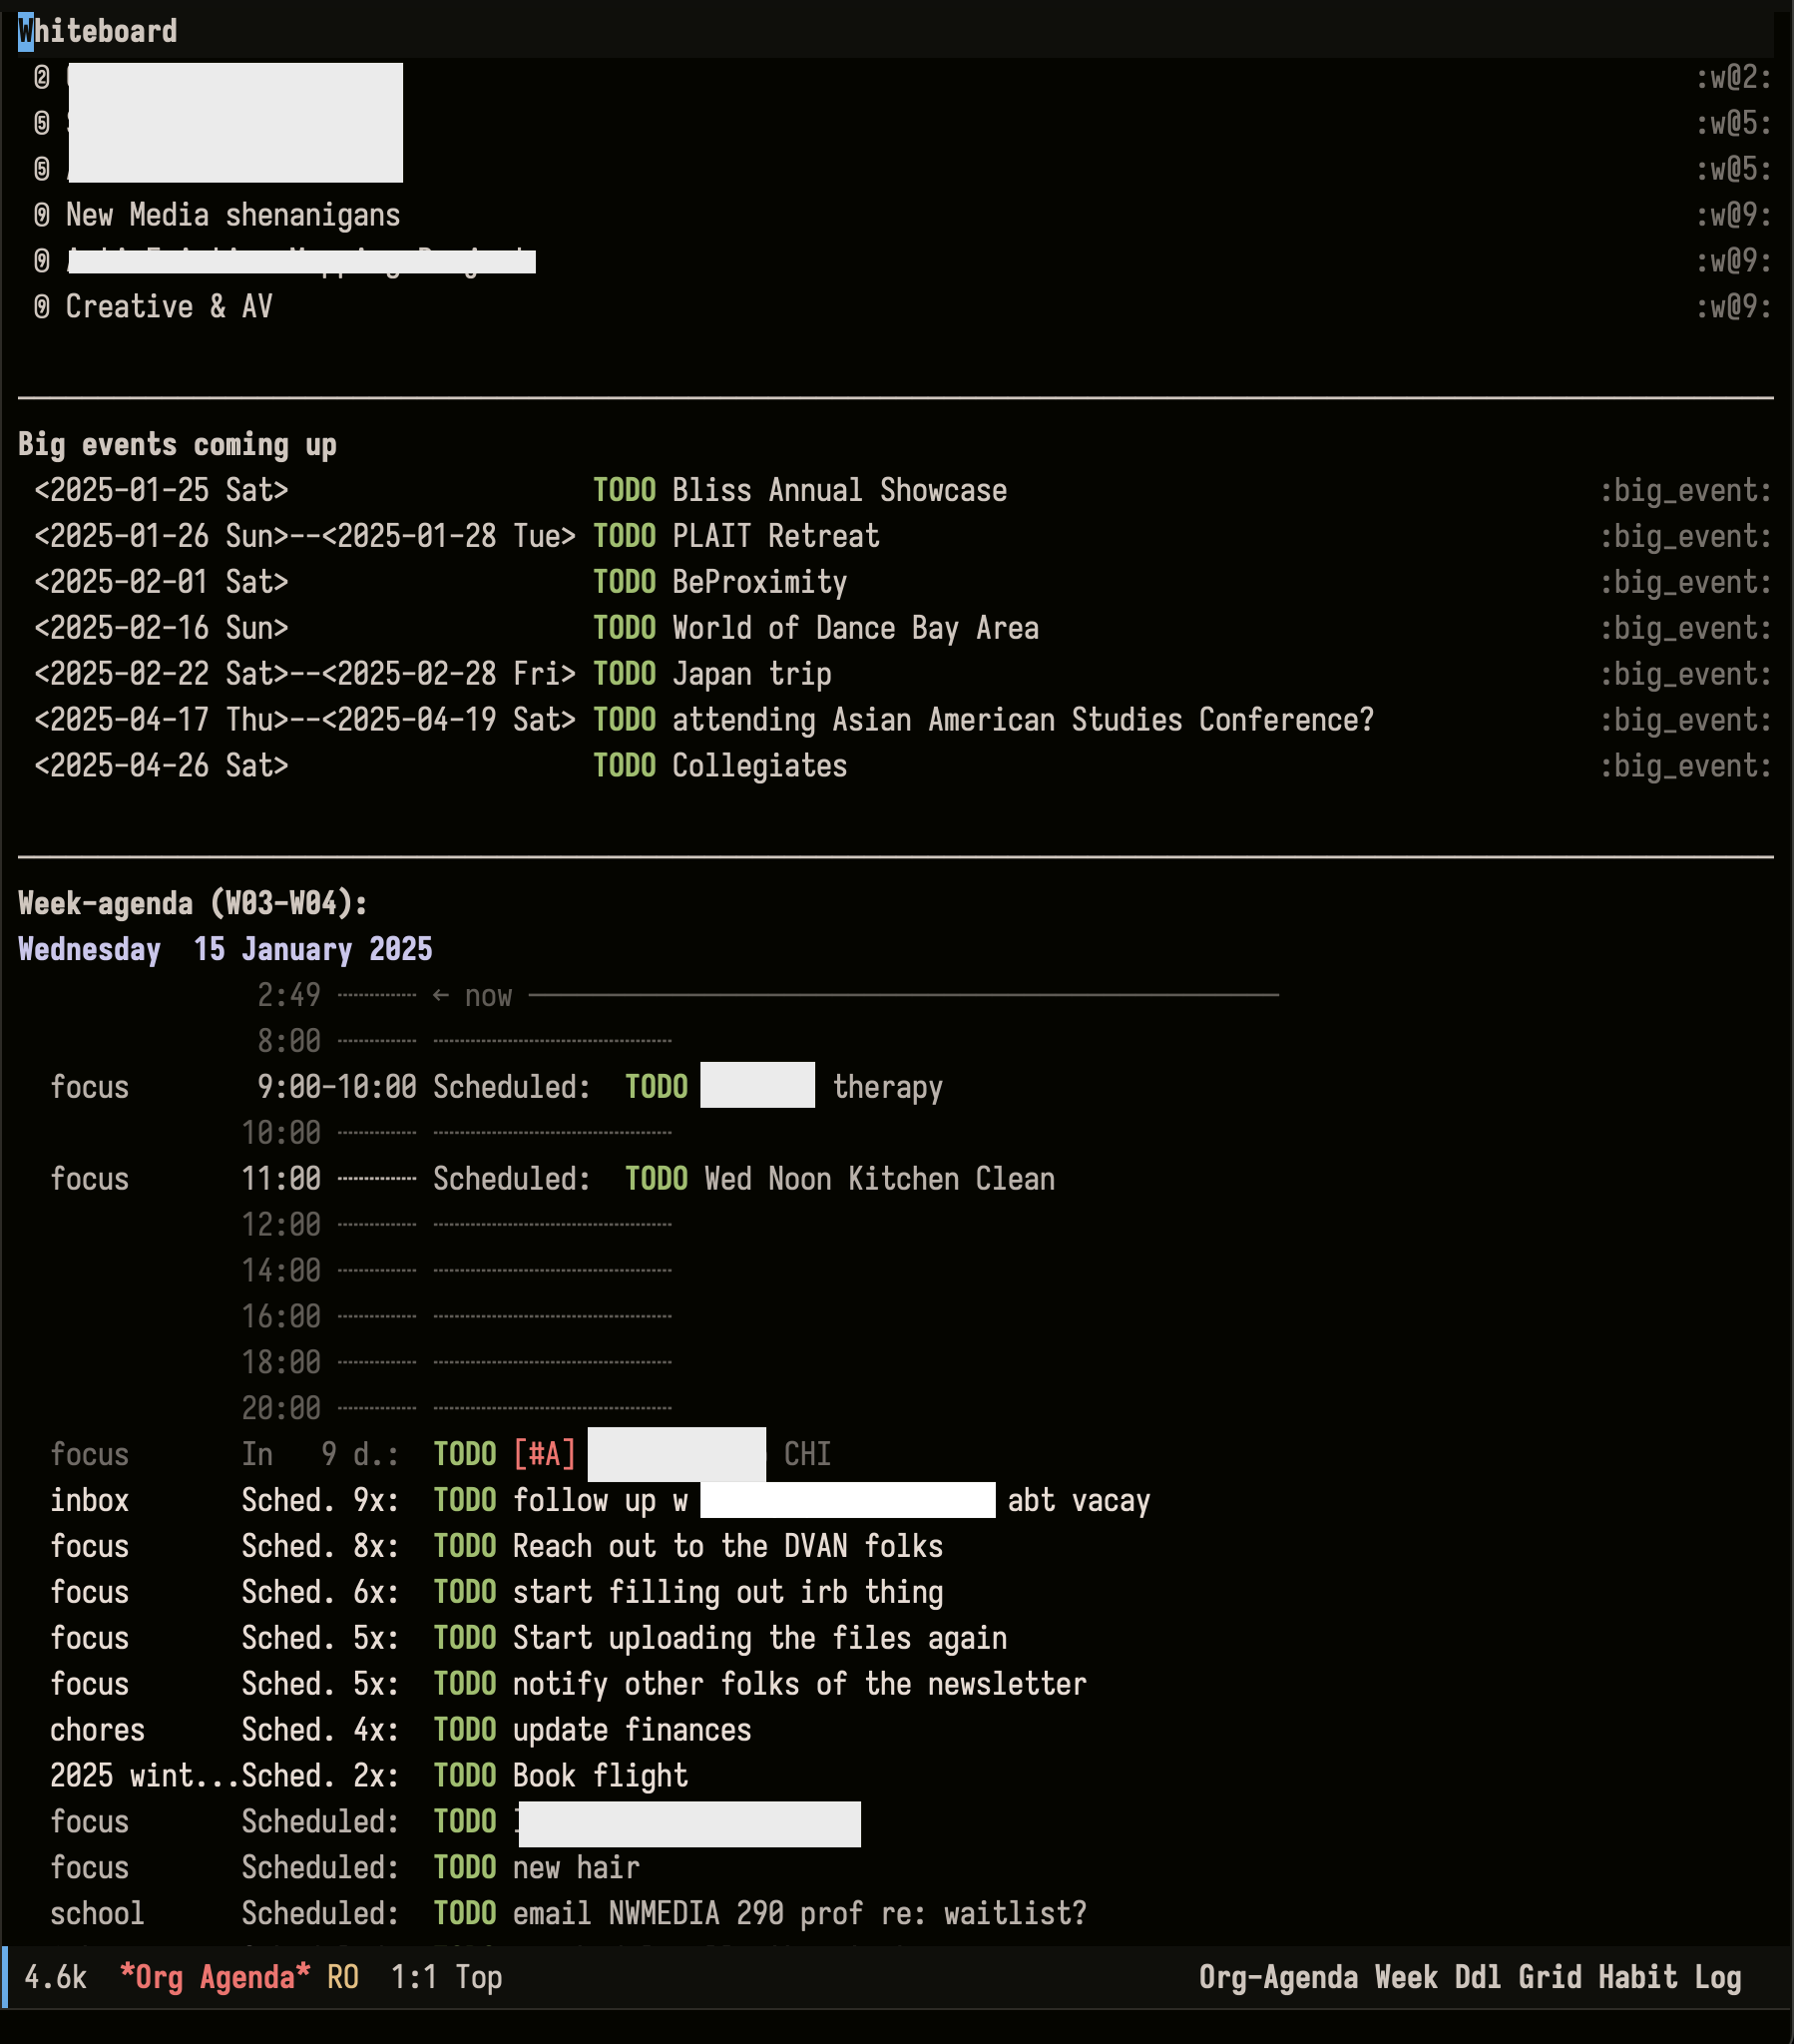 Whiteboard
② :w@2:
⑤ :w@5:
⑤ :w@5:
⑨ New Media shenanigans :w@9:
⑨ :w@9:
⑨ Creative & AV :w@9:
Big events coming up
<2025-01-25 Sat> TODO Bliss Annual Showcase :big_event:
<2025-01-26 Sun>--<2025-01-28 Tue> TODO PLAIT Retreat :big_event:
<2025-02-01 Sat> TODO BeProximity :big_event:
<2025-02-16 Sun> TODO World of Dance Bay Area :big_event:
<2025-02-22 Sat>--<2025-02-28 Fri> TODO Japan trip :big_event:
<2025-04-17 Thu>--<2025-04-19 Sat> TODO attending Asian American Studies Conference? :big_event:
<2025-04-26 Sat> TODO Collegiates :big_event:
Week-agenda (W03-W04):
Wednesday 15 January 2025
2:49 ┄┄┄┄┄ ← now ───────────────
8:00 ┄┄┄┄┄ ┄┄┄┄┄┄┄┄┄┄┄┄┄┄┄
focus 9:00-10:00 Scheduled: TODO therapy
10:00 ┄┄┄┄┄ ┄┄┄┄┄┄┄┄┄┄┄┄┄┄┄
focus 11:00 ┄┄┄┄┄ Scheduled: TODO Wed Noon Kitchen Clean
12:00 ┄┄┄┄┄ ┄┄┄┄┄┄┄┄┄┄┄┄┄┄┄
14:00 ┄┄┄┄┄ ┄┄┄┄┄┄┄┄┄┄┄┄┄┄┄
16:00 ┄┄┄┄┄ ┄┄┄┄┄┄┄┄┄┄┄┄┄┄┄
18:00 ┄┄┄┄┄ ┄┄┄┄┄┄┄┄┄┄┄┄┄┄┄
20:00 ┄┄┄┄┄ ┄┄┄┄┄┄┄┄┄┄┄┄┄┄┄
focus In 9 d.: TODO [#A] CHI
inbox Sched. 9x: TODO follow up w abt vacay
focus Sched. 8x: TODO Reach out to the DVAN folks
focus Sched. 6x: TODO start filling out irb thing
focus Sched. 5x: TODO Start uploading the files again
focus Sched. 5x: TODO notify other folks of the newsletter
chores Sched. 4x: TODO update finances
2025 wint...Sched. 2x: TODO Book flight
focus Scheduled: TODO
focus Scheduled: TODO new hair
school Scheduled: TODO email NWMEDIA 290 prof re: waitlist?
4.6k *Org Agenda* RO 1:1 Top Org-Agenda Week Ddl Grid Habit Log